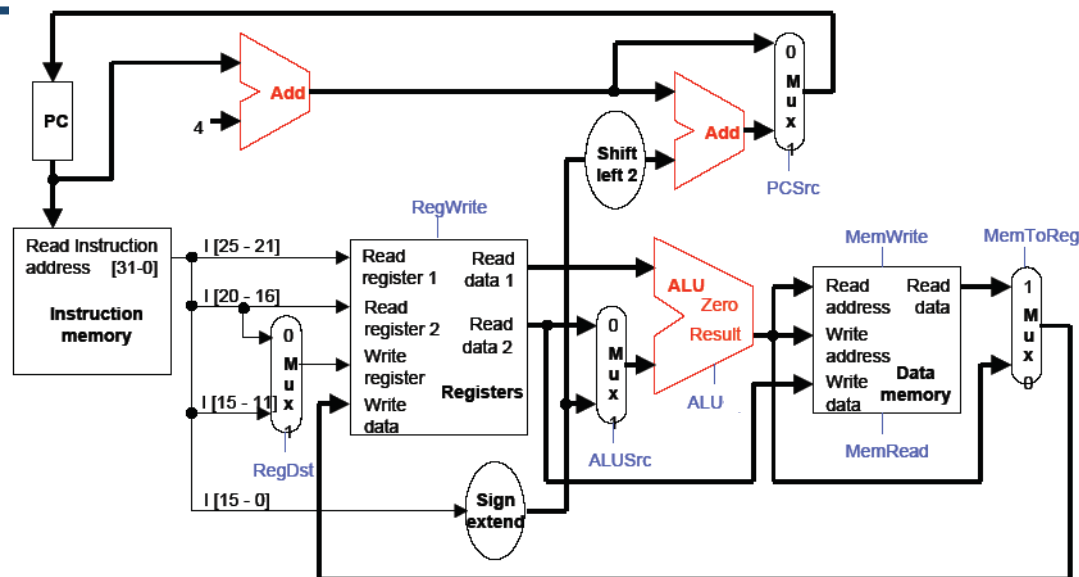 0
M
u
x
1
Add
PC
4
Add
Shift
left 2
PCSrc
RegWrite
MemWrite
MemToReg
Read Instruction
address [31-0]
Instruction
memory
I [25 - 21]
I [20 - 16]
I [15 - 11]
I [15 - 0]
0
M
u
x
1
RegDst
Read
register 1
Read
register 2
Write
register
Write
data
Read
data 1
Read
data 2
Registers
Sign
extend
0
M
u
x
1
ALUSrc
ALU
Zero
Result
ALU
Read
address
Write
address
Write
data
Read
data
Data
memory
MemRead
1
M
u
x
0